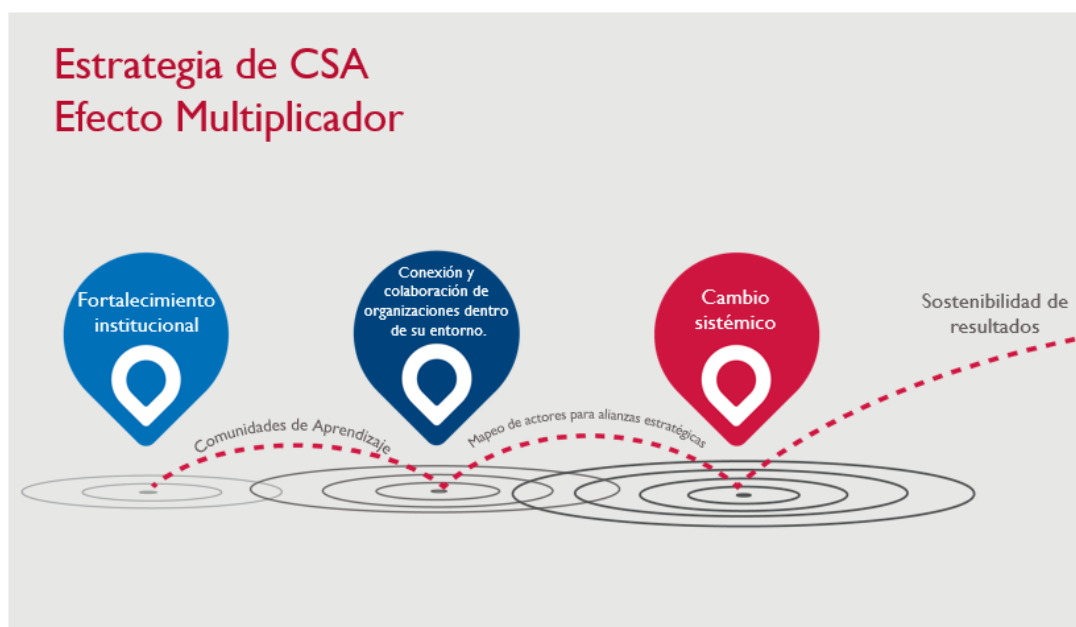 Estrategia de CSA
Efecto Multiplicador
Fortalecimiento
institucional
Conexión y
colaboración de
organizaciones dentro
de su entorno.
Cambio
sistémico
Sostenibilidad de
resultados
Comunidades de Aprendizaje
Mapeo de actores para alianzas estratégicas